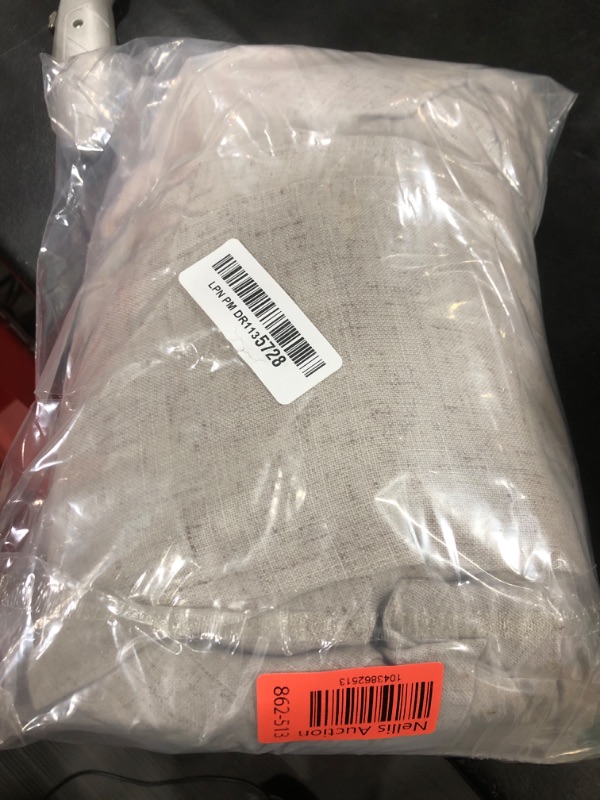 LPN PM DR1135728
1043862513
862-513
Nellis Auction